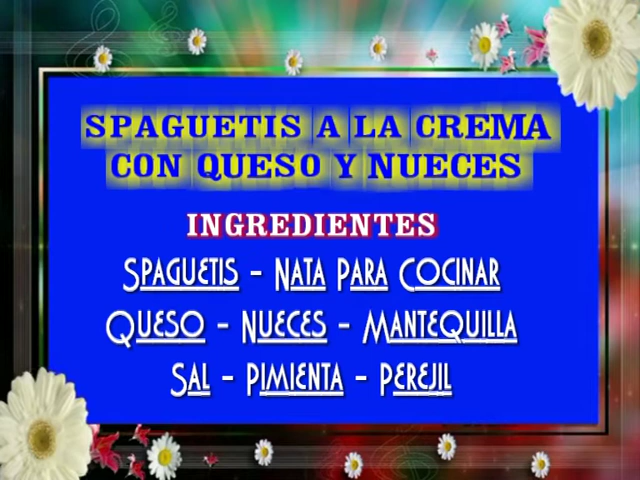 SPAGUETIS A LA CREMA
CON QUESO Y NUECES
INGREDIENTES
Spaguetis - Nata Para Cocinar
Queso - Nueces - Mantequilla
Sal - Pimienta - Perejil